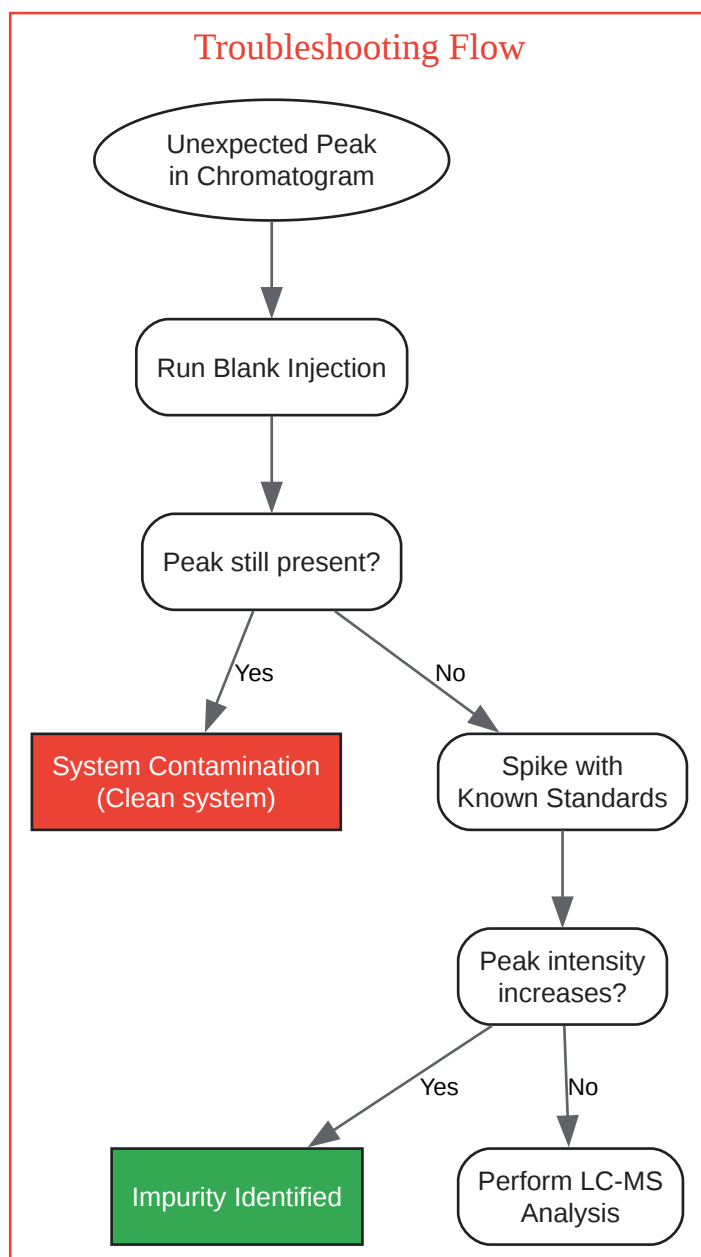 Troubleshooting Flow
Unexpected Peak
in Chromatogram
Run Blank Injection
Peak still present?
Yes
No
System Contamination
(Clean system)
Spike with
Known Standards
Peak intensity
increases?
Yes
No
Impurity Identified
Perform LC-MS
Analysis